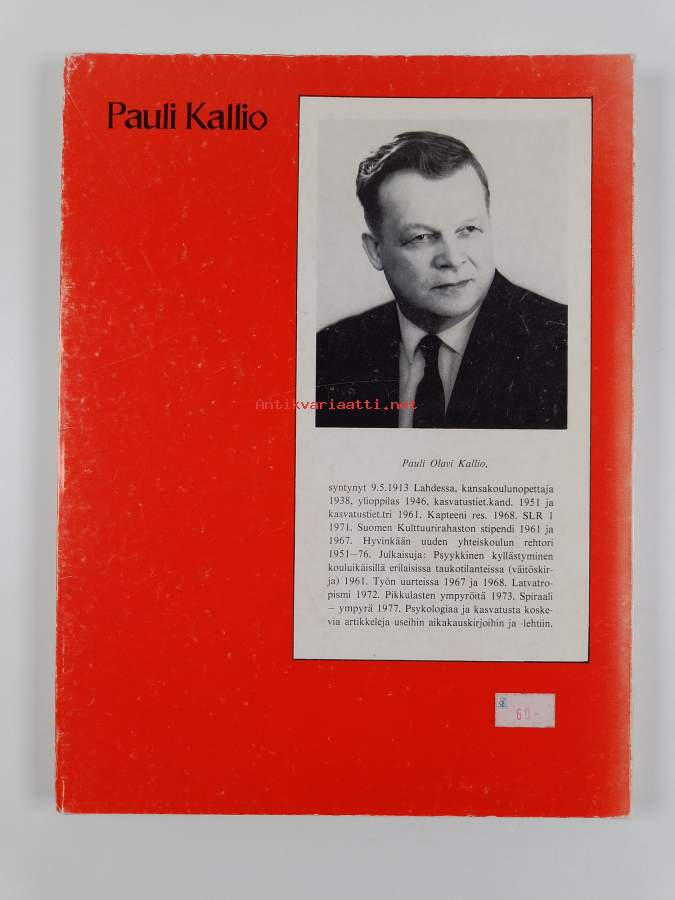 Pauli Kallio
Antikvariaatti.net
Pauli Olavi Kallio,
syntynyt 9.5.1913 Lahdessa, kansakoulunopettaja
1938, ylioppilas 1946, kasvatustiet.kand. 1951 ja
kasvatustiet.tri 1961. Kapteeni res. 1968. SLR 1
1971. Suomen Kulttuurirahaston stipendi 1961 ja
1967. Hyvinkään uuden yhteiskoulun rehtori
1951—76. Julkaisuja: Psyykkinen kyllästyminen
kouluikäisillä erilaisissa taukotilanteissa (väitöskir-
ja) 1961. Työn uurteissa 1967 ja 1968. Latvatro-
pismi 1972. Pikkulasten ympyröitä 1973. Spiraali
— ympyrä 1977. Psykologiaa ja kasvatusta koske-
via artikkeleja useihin aikakauskirjoihin ja -lehtiin.
60-